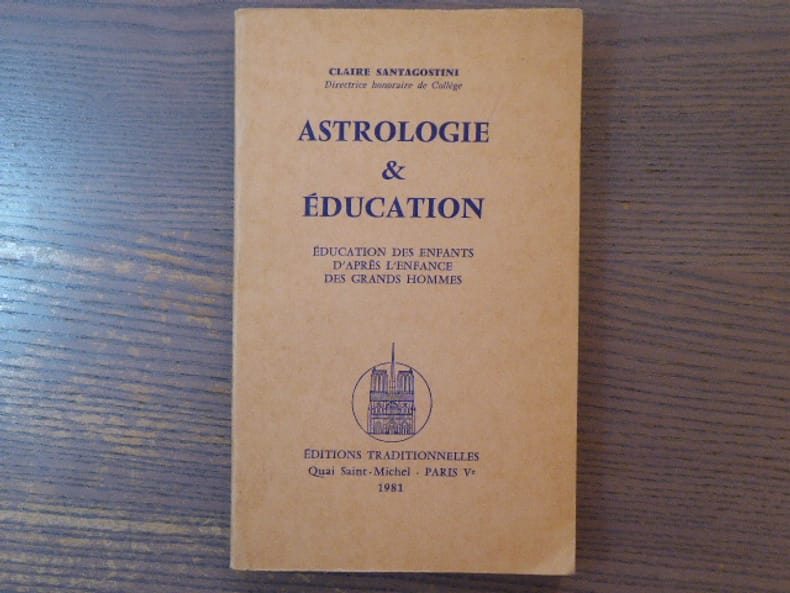 CLAIRE SANTAGOSTINI
Directrice honoraire de Collège
ASTROLOGIE
&
ÉDUCATION
ÉDUCATION DES ENFANTS
D'APRÈS L'ENFANCE
DES GRANDS HOMMES
ÉDITIONS TRADITIONNELLES
Quai Saint-Michel - PARIS Vᵉ
1981